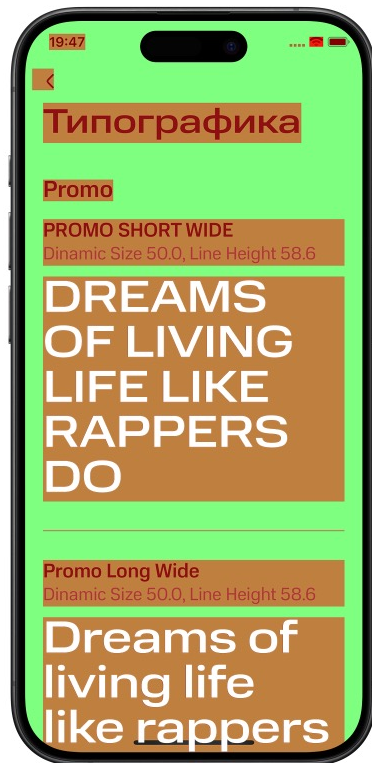 19:47
Типографика
Promo
PROMO SHORT WIDE
Dinamic Size 50.0, Line Height 58.6
DREAMS
OF LIVING
LIFE LIKE
RAPPERS
DO
Promo Long Wide
Dinamic Size 50.0, Line Height 58.6
Dreams of
living life
like rappers